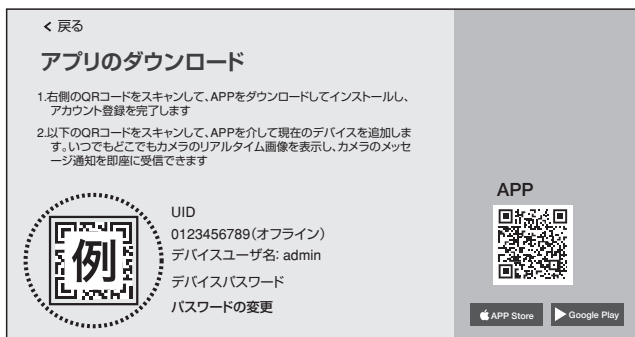 < 戻る
アプリのダウンロード
1.右側のQRコードをスキャンして、APPをダウンロードしてインストールし、
アカウント登録を完了します
2.以下のQRコードをスキャンして、APPを介して現在のデバイスを追加しま
す。いつでもどこでもカメラのリアルタイム画像を表示し、カメラのメッセ
ージ通知を即座に受信できます
例
UID
0123456789(オフライン)
デバイスユーザ名: admin
デバイスパスワード
パスワードの変更
APP
APP Store
Google Play